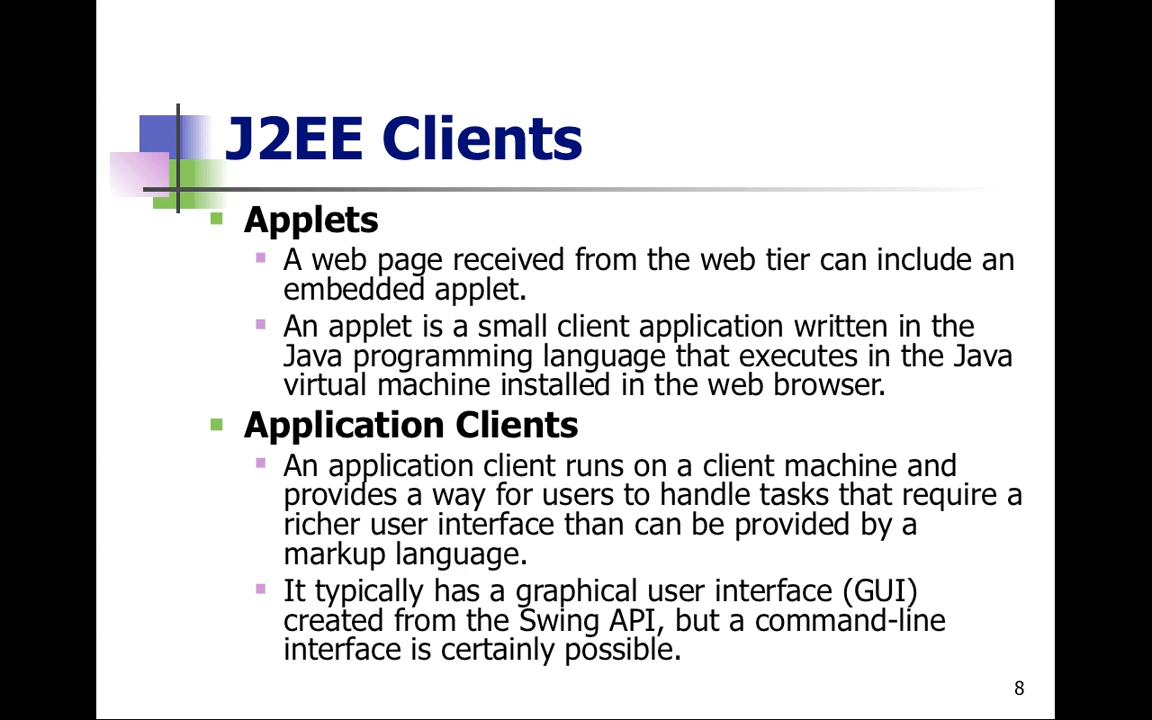 J2EE Clients
Applets
A web page received from the web tier can include an
embedded applet.
An applet is a small client application written in the
Java programming language that executes in the Java
virtual machine installed in the web browser.
Application Clients
An application client runs on a client machine and
provides a way for users to handle tasks that require a
richer user interface than can be provided by a
markup language.
It typically has a graphical user interface (GUI)
created from the Swing API, but a command-line
interface is certainly possible.
8